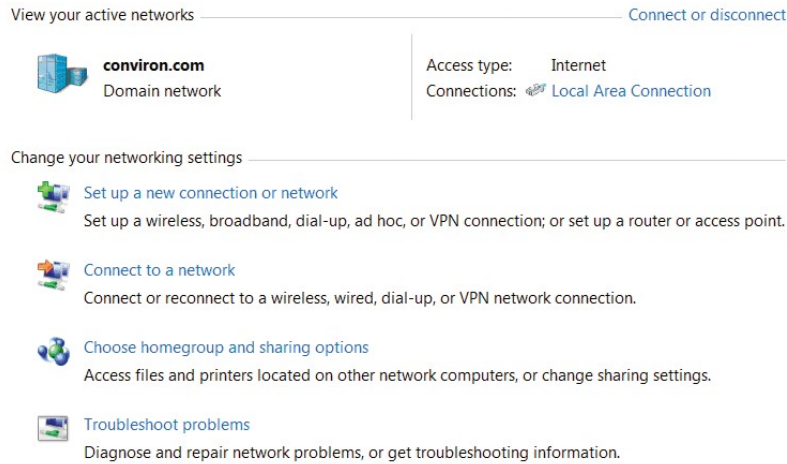 View your active networks
Connect or disconnect
conviron.com
Domain network
Access type: Internet
Connections: Local Area Connection
Change your networking settings
Set up a new connection or network
Set up a wireless, broadband, dial-up, ad hoc, or VPN connection; or set up a router or access point.
Connect to a network
Connect or reconnect to a wireless, wired, dial-up, or VPN network connection.
Choose homegroup and sharing options
Access files and printers located on other network computers, or change sharing settings.
Troubleshoot problems
Diagnose and repair network problems, or get troubleshooting information.